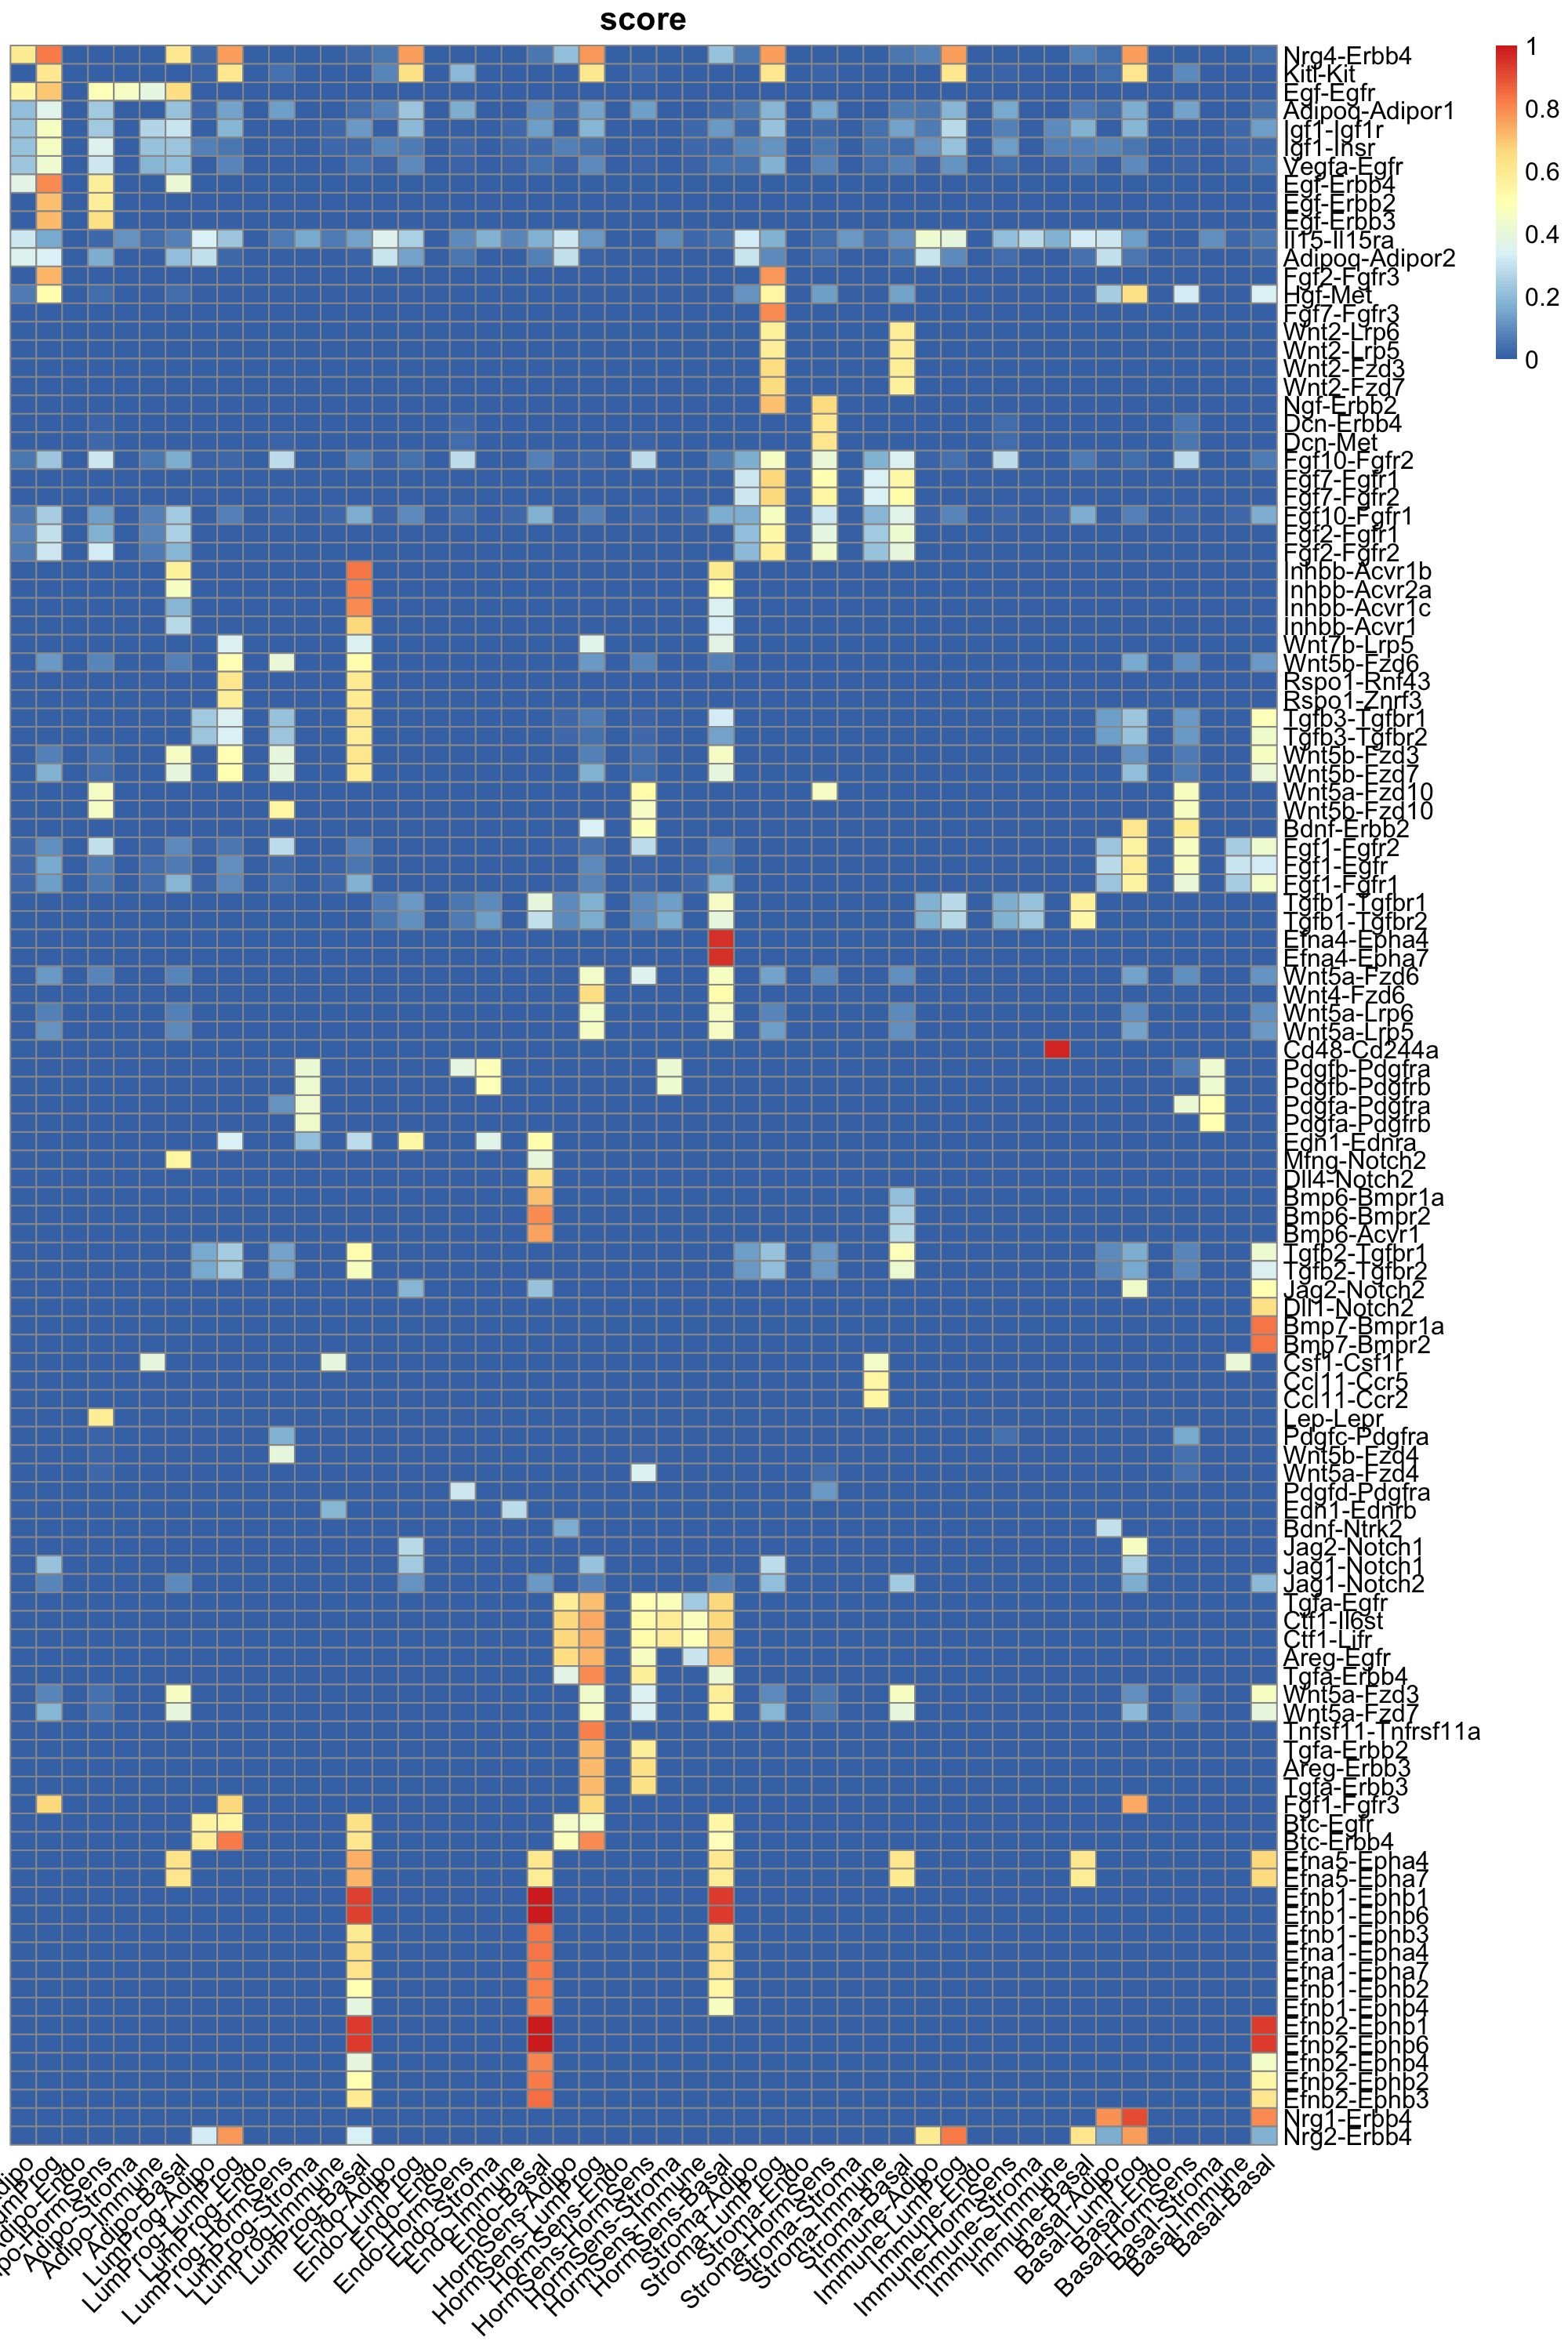 score
Nrg4-Erbb4
Kitl-Kit
Egf-Egfr
Adipoq-Adipor1
Igf1-Igf1r
Igf1-Insr
Vegfa-Egfr
Egf-Erbb4
Egf-Erbb2
Egf-Erbb3
Il15-Il15ra
Adipoq-Adipor2
Fgf2-Fgfr3
Hgf-Met
Fgf7-Fgfr3
Wnt2-Lrp6
Wnt2-Lrp5
Wnt2-Fzd3
Wnt2-Fzd7
Ngf-Erbb2
Dcn-Erbb4
Dcn-Met
Fgf10-Fgfr2
Fgf7-Fgfr1
Fgf7-Fgfr2
Fgf10-Fgfr1
Fgf2-Fgfr1
Fgf2-Fgfr2
Inhbb-Acvr1b
Inhbb-Acvr2a
Inhbb-Acvr1c
Inhbb-Acvr1
Wnt7b-Lrp5
Wnt5b-Fzd6
Rspo1-Rnf43
Rspo1-Znrf3
Tgfb3-Tgfbr1
Tgfb3-Tgfbr2
Wnt5b-Fzd3
Wnt5b-Fzd7
Wnt5a-Fzd10
Wnt5b-Fzd10
Bdnf-Erbb2
Fgf1-Fgfr2
Fgf1-Egfr
Fgf1-Fgfr1
Tgfb1-Tgfbr1
Tgfb1-Tgfbr2
Efna4-Epha4
Efna4-Epha7
Wnt5a-Fzd6
Wnt4-Fzd6
Wnt5a-Lrp6
Wnt5a-Lrp5
Cd48-Cd244a
Pdgfb-Pdgfra
Pdgfb-Pdgfrb
Pdgfa-Pdgfra
Pdgfa-Pdgfrb
Edn1-Ednra
Mfng-Notch2
Dll4-Notch2
Bmp6-Bmpr1a
Bmp6-Bmpr2
Bmp6-Acvr1
Tgfb2-Tgfbr1
Tgfb2-Tgfbr2
Jag2-Notch2
Dll1-Notch2
Bmp7-Bmpr1a
Bmp7-Bmpr2
Csf1-Csf1r
Ccl11-Ccr5
Ccl11-Ccr2
Lep-Lepr
Pdgfc-Pdgfra
Wnt5b-Fzd4
Wnt5a-Fzd4
Pdgfd-Pdgfra
Edn1-Ednrb
Bdnf-Ntrk2
Jag2-Notch1
Jag1-Notch1
Jag1-Notch2
Tgfa-Egfr
Ctf1-Il6st
Ctf1-Lifr
Areg-Egfr
Tgfa-Erbb4
Wnt5a-Fzd3
Wnt5a-Fzd7
Tnfsf11-Tnfrsf11a
Tgfa-Erbb2
Areg-Erbb3
Tgfa-Erbb3
Fgf1-Fgfr3
Btc-Egfr
Btc-Erbb4
Efna5-Epha4
Efna5-Epha7
Efnb1-Ephb1
Efnb1-Ephb6
Efnb1-Ephb3
Efna1-Epha4
Efna1-Epha7
Efnb1-Ephb2
Efnb1-Ephb4
Efnb2-Ephb1
Efnb2-Ephb6
Efnb2-Ephb4
Efnb2-Ephb2
Efnb2-Ephb3
Nrg1-Erbb4
Nrg2-Erbb4
1
0.8
0.6
0.4
0.2
0
dipo
umProg
dipo-Endo
po-HormSens
Adipo-Stroma
Adipo-Immune
Adipo-Basal
LumProg-Adipo
LumProg-LumProg
LumProg-Endo
LumProg-HormSens
LumProg-Stroma
LumProg-Immune
LumProg-Basal
Endo-Adipo
Endo-LumProg
Endo-Endo
Endo-HormSens
Endo-Stroma
Endo-Immune
Endo-Basal
HormSens-Adipo
HormSens-LumProg
HormSens-Endo
HormSens-HormSens
HormSens-Stroma
HormSens-Immune
HormSens-Basal
Stroma-Adipo
Stroma-LumProg
Stroma-Endo
Stroma-HormSens
Stroma-Stroma
Stroma-Immune
Stroma-Basal
Immune-Adipo
Immune-LumProg
Immune-Endo
Immune-HormSens
Immune-Stroma
Immune-Immune
Immune-Basal
Basal-Adipo
Basal-LumProg
Basal-Endo
Basal-HormSens
Basal-Stroma
Basal-Immune
Basal-Basal